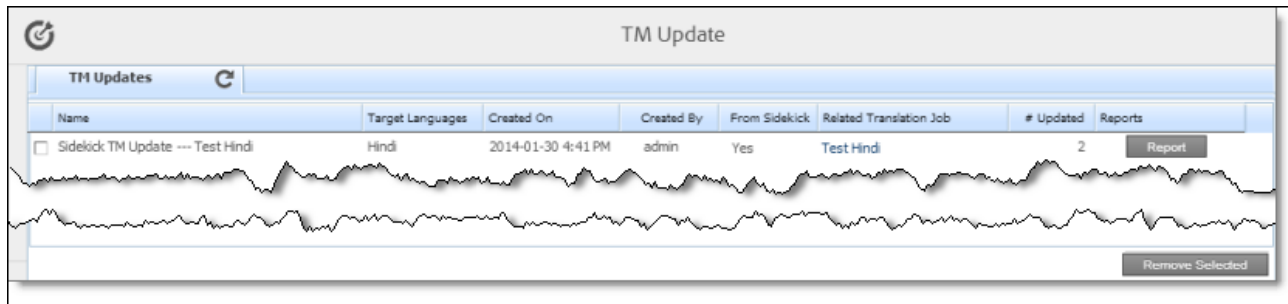 TM Update
TM Updates
Name Target Languages Created On Created By From Sidekick Related Translation Job # Updated Reports
Sidekick TM Update --- Test Hindi Hindi 2014-01-30 4:41 PM admin Yes Test Hindi 2 Report
Remove Selected